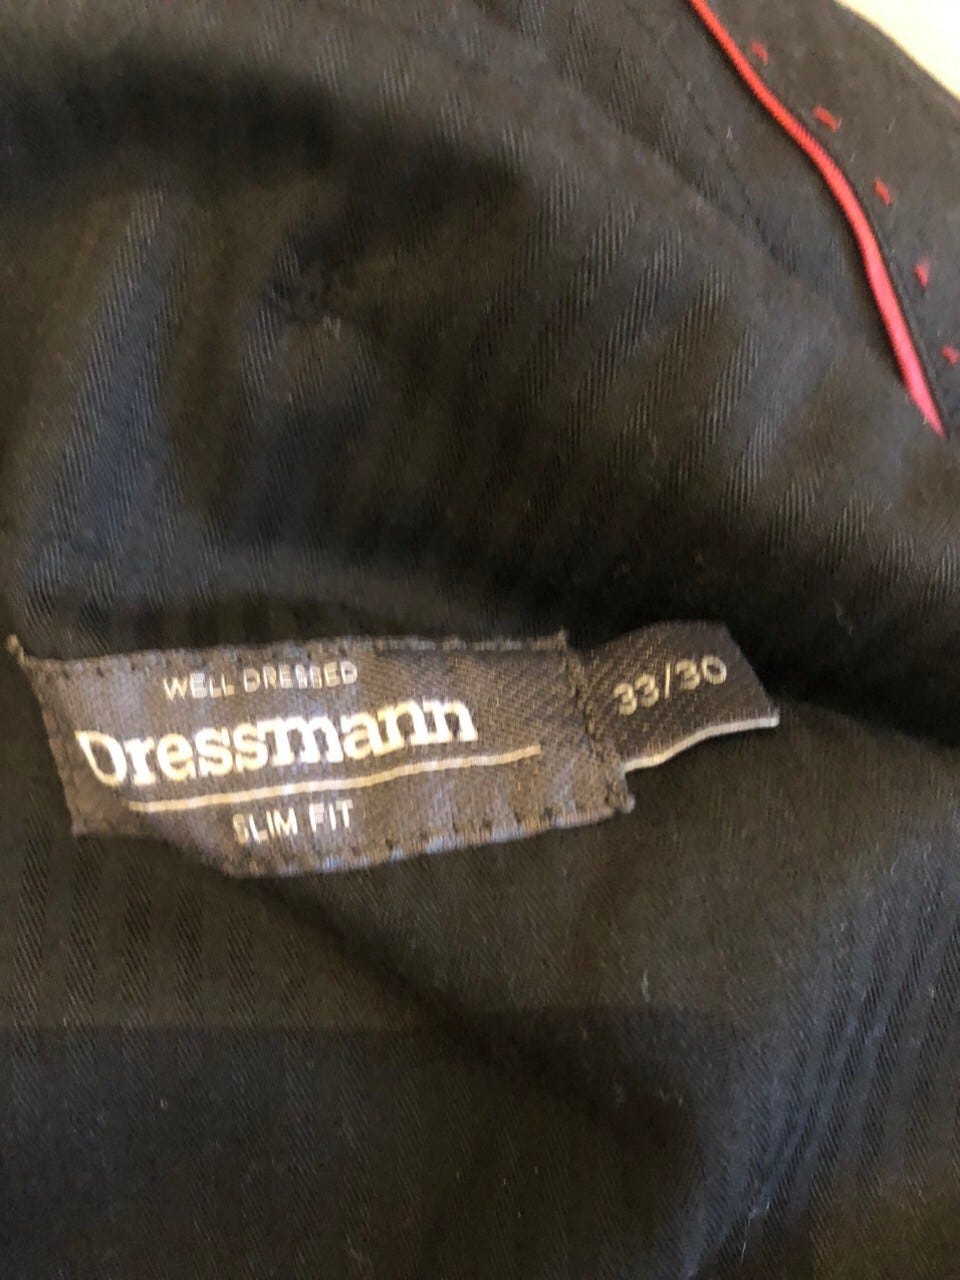 WELL DRESSED
Dressmann
SLIM FIT
33/30